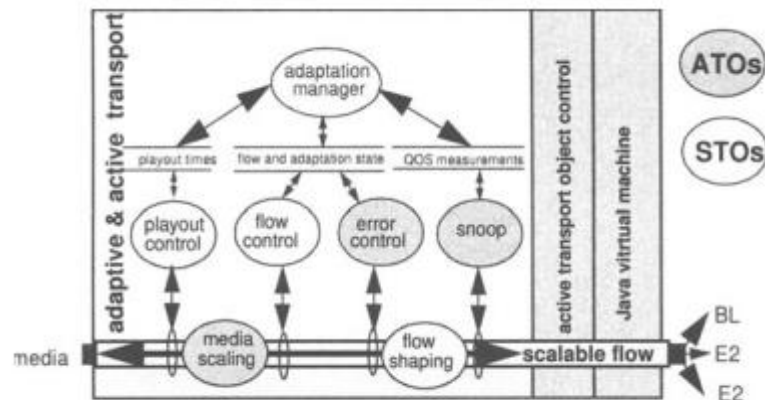 adaptive & active transport
adaptation
manager
playout times
flow and adaptation state
QOS measurements
playout
control
flow
control
error
control
snoop
media
media
scaling
flow
shaping
scalable flow
active transport object control
Java vitrtual machine
ATOs
STOs
BL
E2
E2